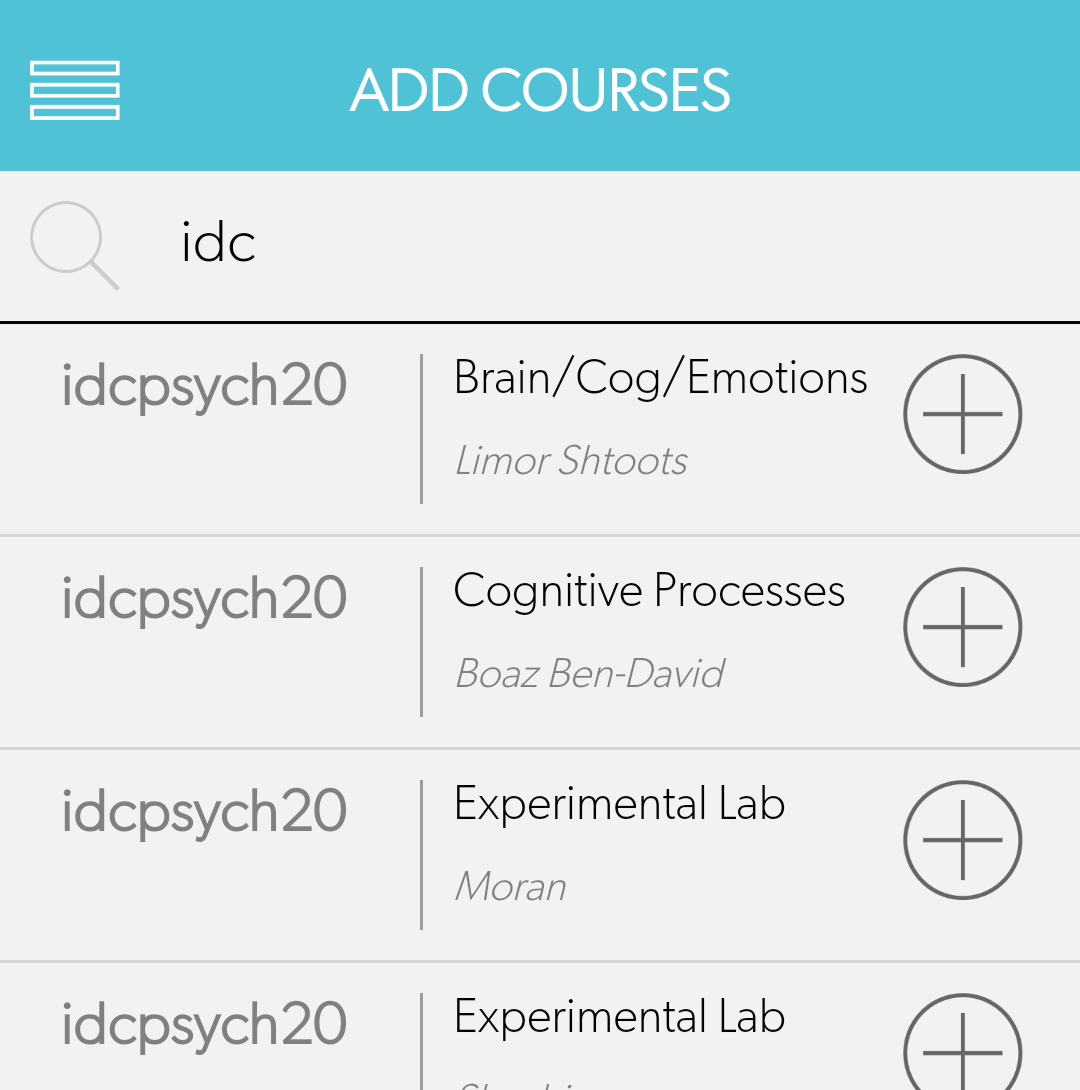 ADD COURSES
idc
idcpsych20
Brain/Cog/Emotions
Limor Shtoots
idcpsych20
Cognitive Processes
Boaz Ben-David
idcpsych20
Experimental Lab
Moran
idcpsych20
Experimental Lab